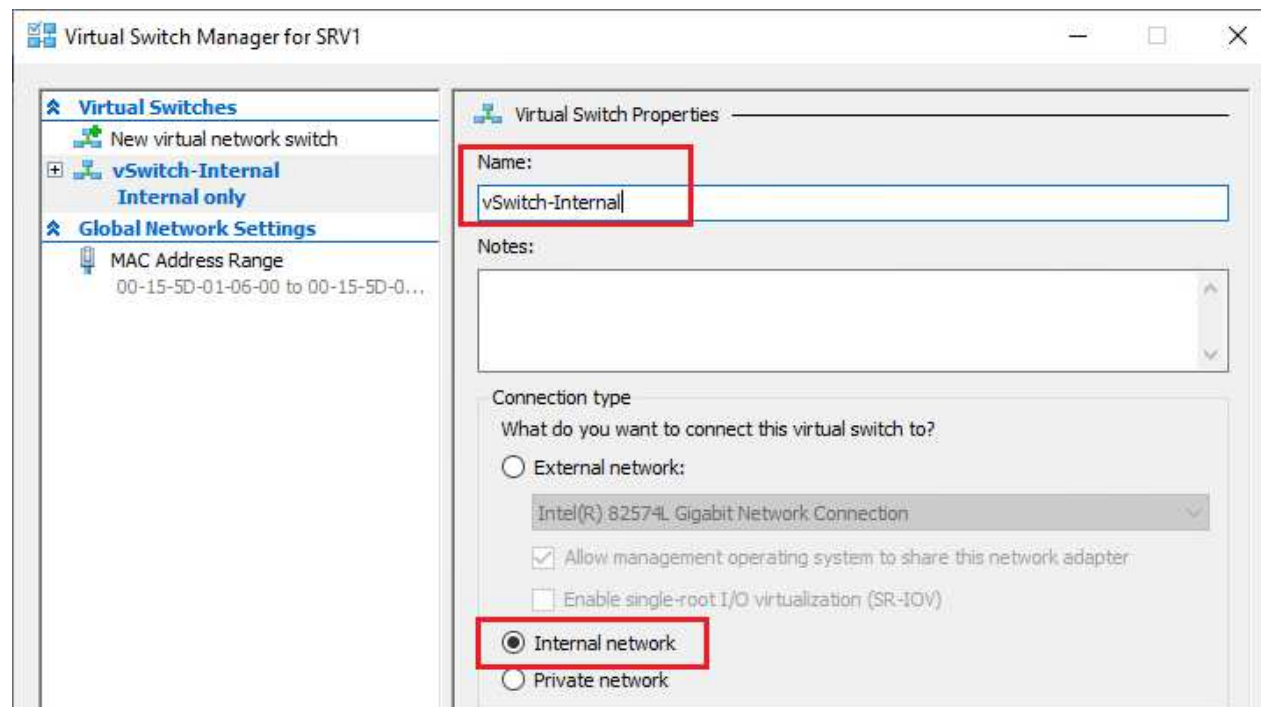 Virtual Switch Manager for SRV1
Virtual Switches
New virtual network switch
vSwitch-Internal
Internal only
Global Network Settings
MAC Address Range
00-15-5D-01-06-00 to 00-15-5D-0...
Virtual Switch Properties
Name:
vSwitch-Internal
Notes:
Connection type
What do you want to connect this virtual switch to?
External network:
Intel(R) 82574L Gigabit Network Connection
Allow management operating system to share this network adapter
Enable single-root I/O virtualization (SR-IOV)
Internal network
Private network